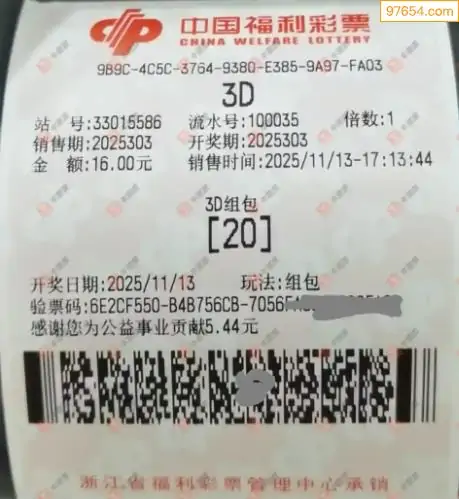 97654.com
中国福利彩票
CHINA WELFARE LOTTERY
9B9C-4C5C-3764-9380-E385-9A97-FA03
3D
站 号:33015586 流水号:100035 倍数:1
销售期:2025303 开奖期:2025303
金 额:16.00元 销售时间:2025/11/13-17:13:44
3D组包
[20]
开奖日期:2025/11/13 玩法:组包
验票码:6E2CF550-B4B756CB-7056
感谢您为公益事业贡献5.44元
浙江省福利彩票管理中心承销